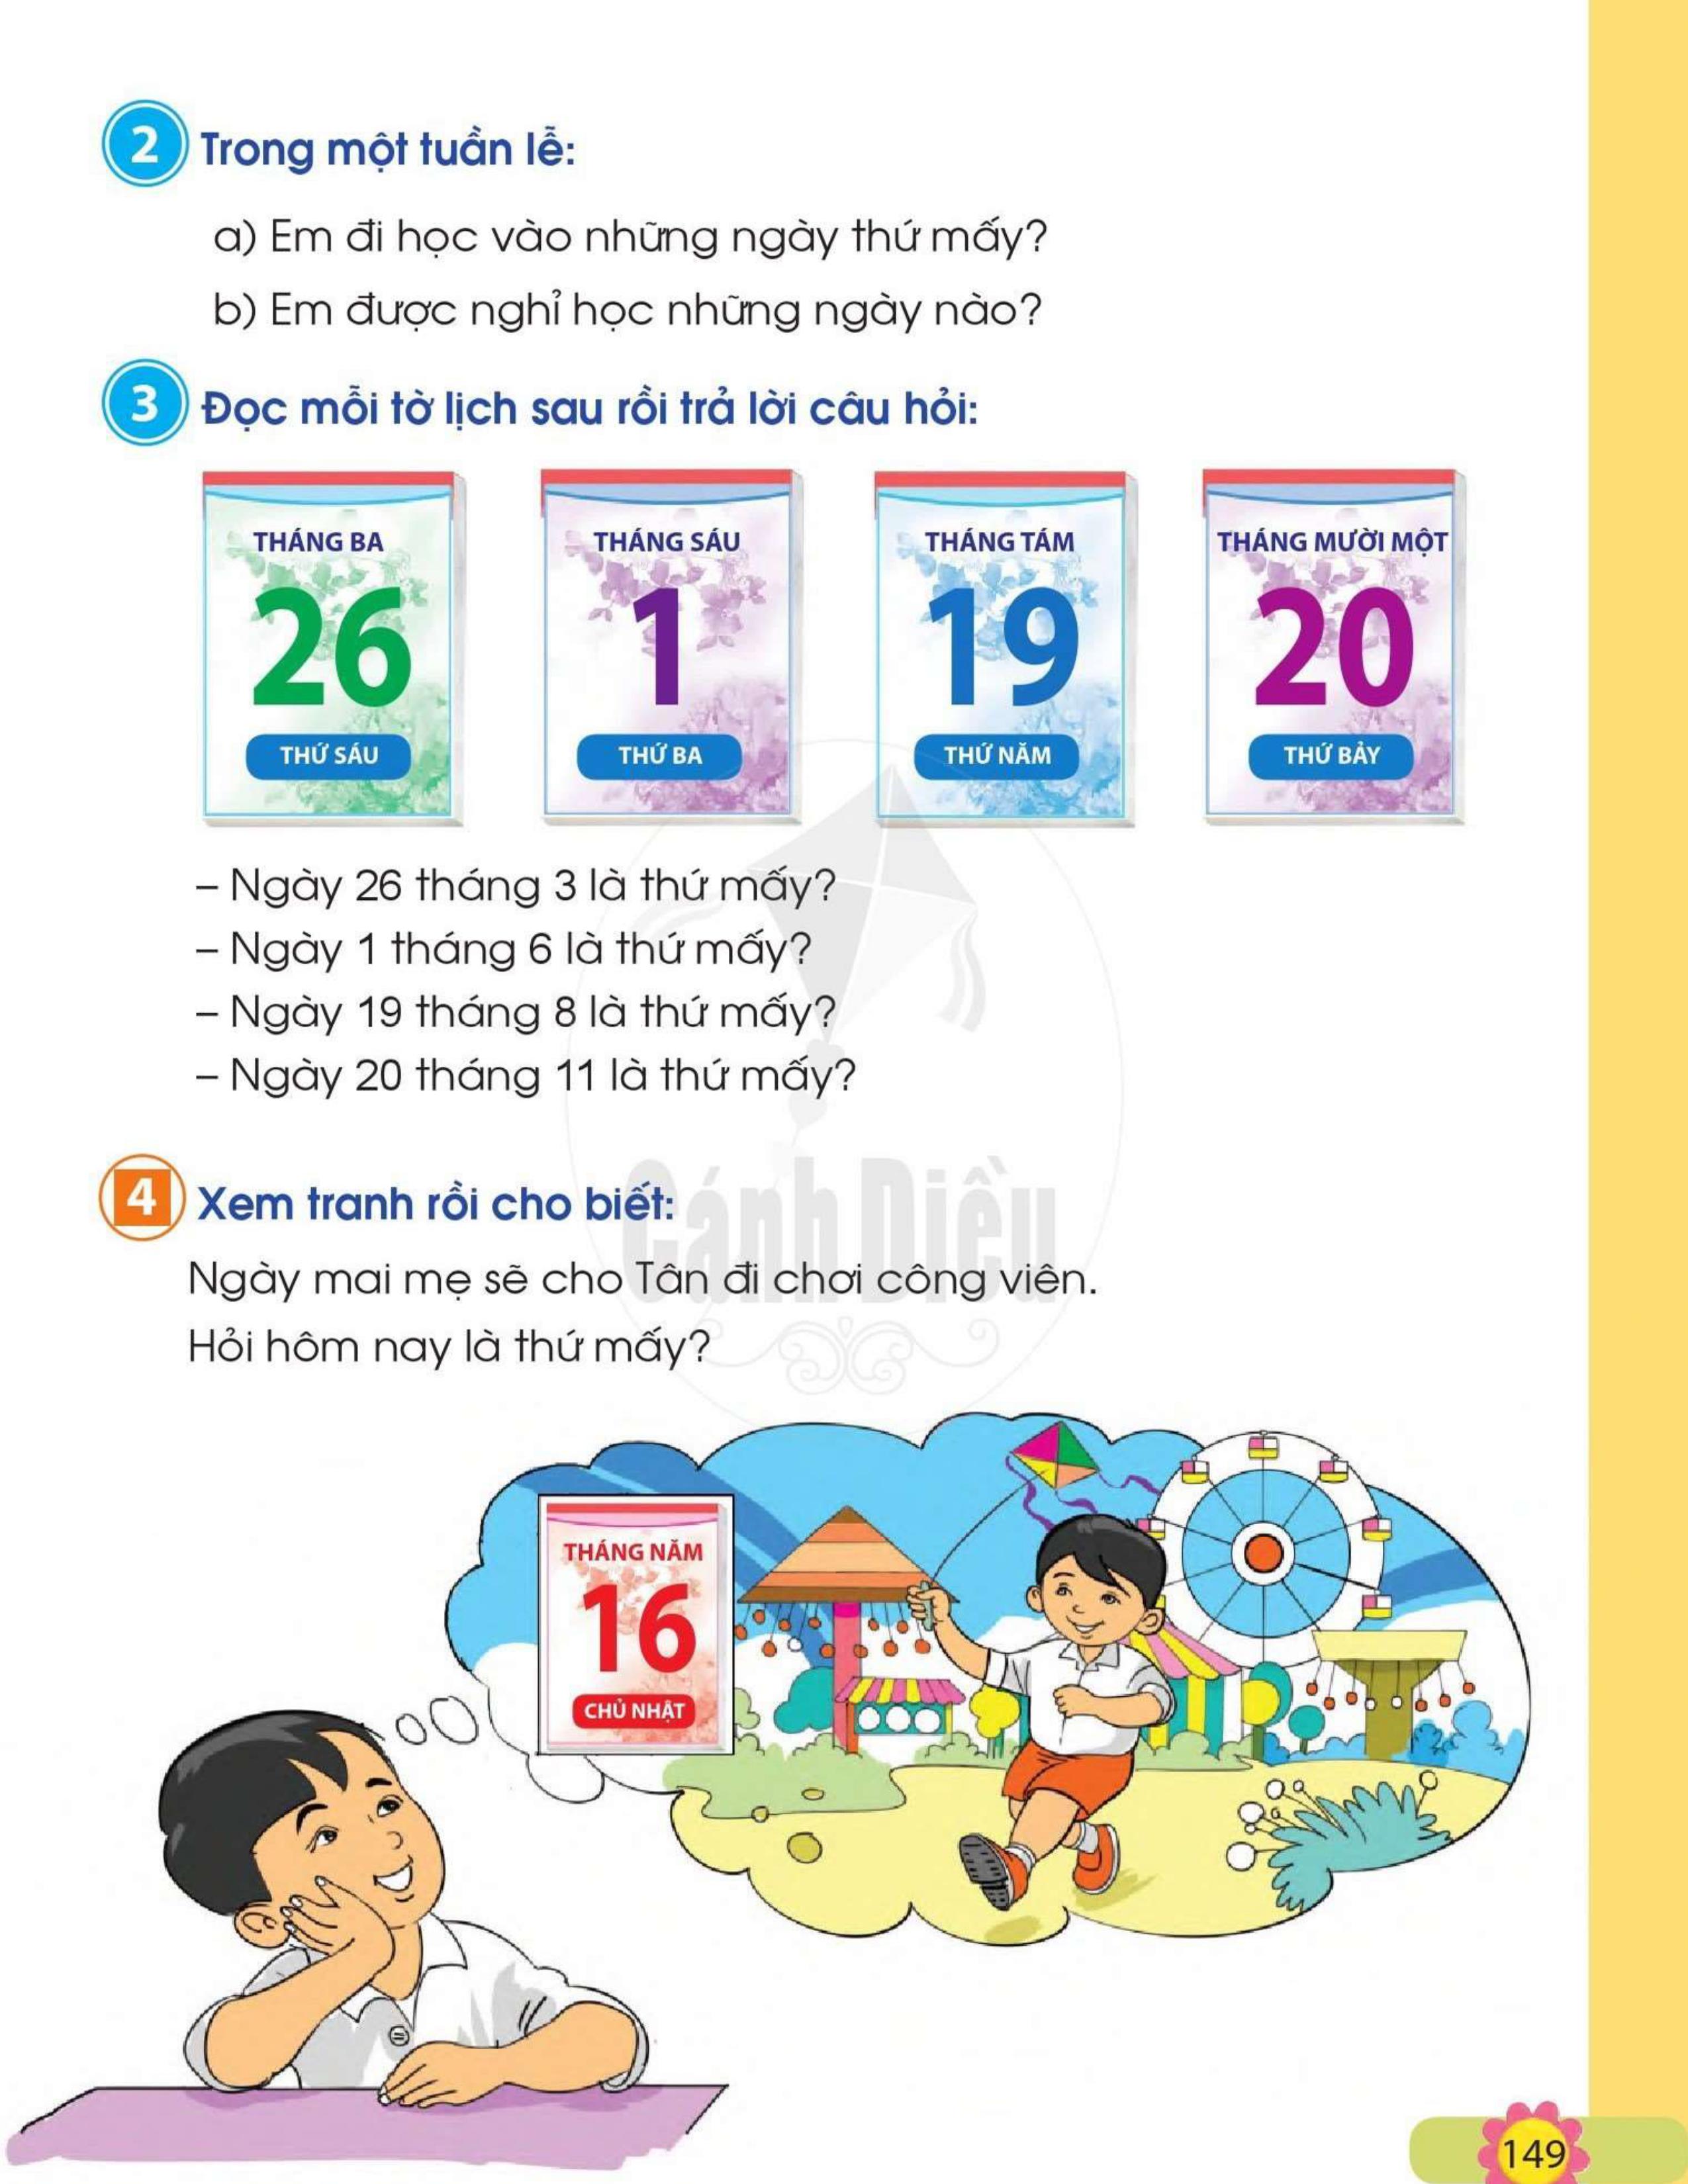 2 Trong một tuần lễ:
a) Em đi học vào những ngày thứ mấy?
b) Em được nghỉ học những ngày nào?
3 Đọc mỗi tờ lịch sau rồi trả lời câu hỏi:
THÁNG BA
26
THỨ SÁU
THÁNG SÁU
1
THỨ BA
THÁNG TÁM
19
THỨ NĂM
THÁNG MƯỜI MỘT
20
THỨ BẢY
– Ngày 26 tháng 3 là thứ mấy?
– Ngày 1 tháng 6 là thứ mấy?
– Ngày 19 tháng 8 là thứ mấy?
– Ngày 20 tháng 11 là thứ mấy?
Cánh Diều
4 Xem tranh rồi cho biết:
Ngày mai mẹ sẽ cho Tân đi chơi công viên.
Hỏi hôm nay là thứ mấy?
THÁNG NĂM
16
CHỦ NHẬT
149